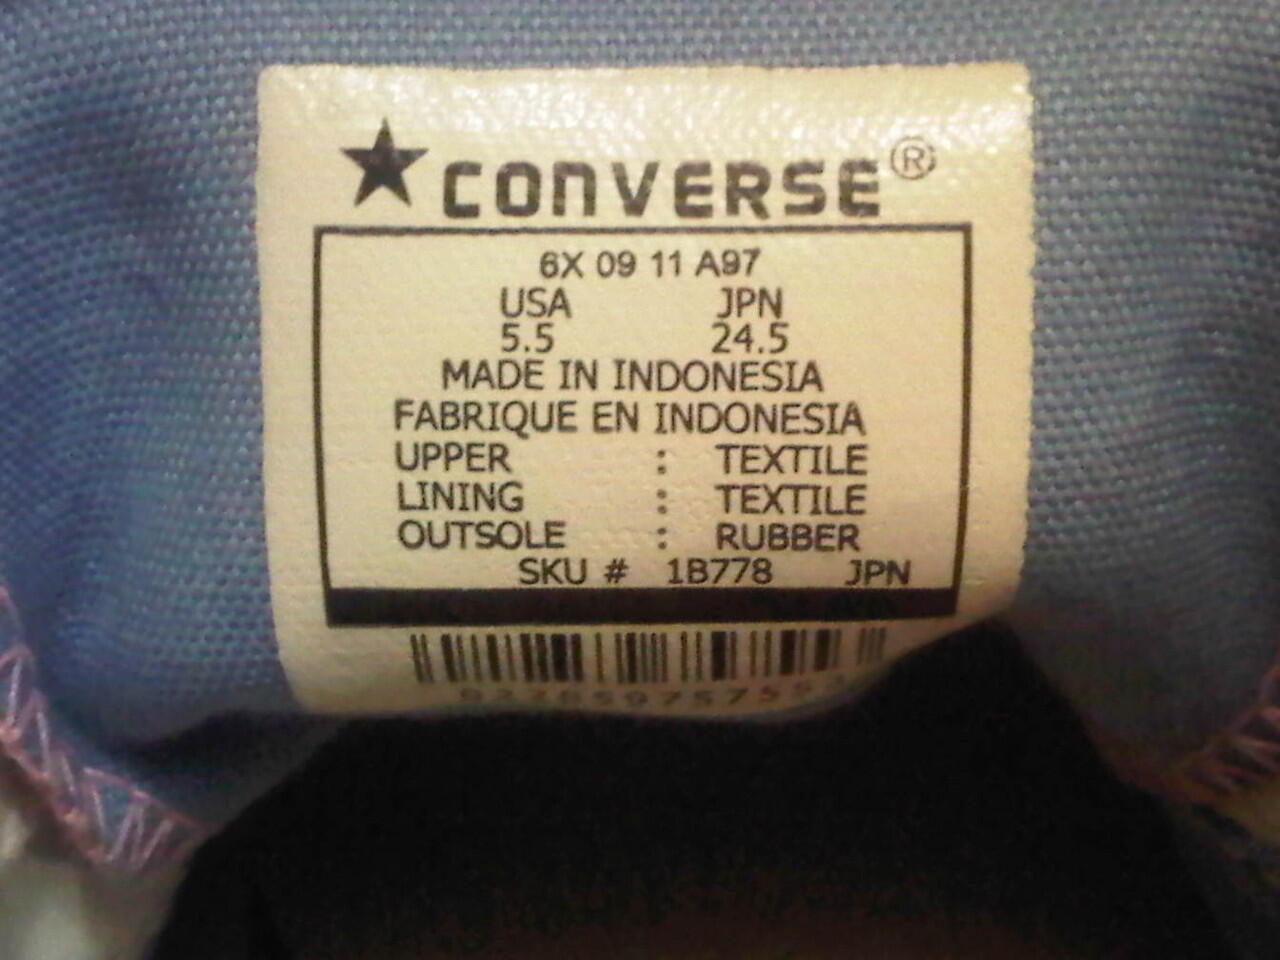 CONVERSE®
6X 09 11 A97
USA JPN
5.5 24.5
MADE IN INDONESIA
FABRIQUE EN INDONESIA
UPPER : TEXTILE
LINING : TEXTILE
OUTSOLE : RUBBER
SKU # 1B778 JPN